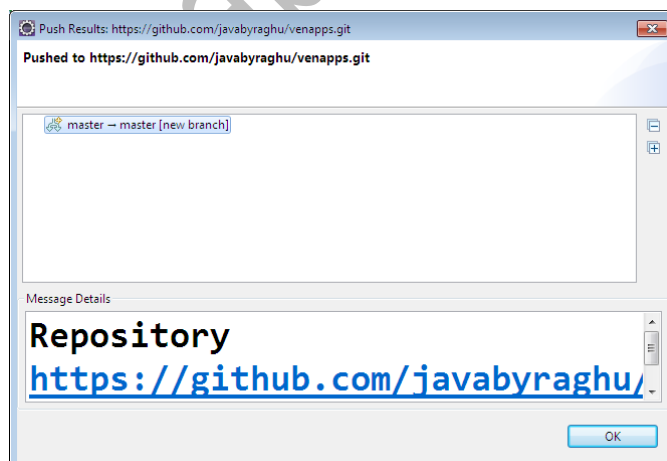 Push Results: https://github.com/javabyraghu/venapps.git
Pushed to https://github.com/javabyraghu/venapps.git
master → master [new branch]
Message Details
Repository
https://github.com/javabyraghu/
OK